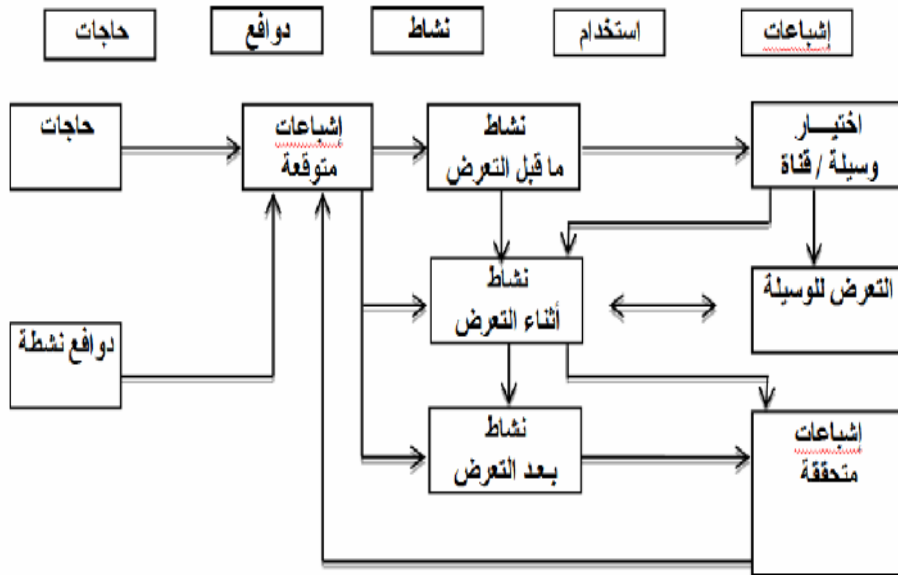 حاجات
دوافع
نشاط
استخدام
إشباعات
حاجات
إشباعات
متوقعة
نشاط
ما قبل التعرض
اختيـــار
وسيلة / قناة
دوافع نشطة
نشاط
أثناء التعرض
التعرض للوسيلة
نشاط
بعد التعرض
إشباعات
متحققة